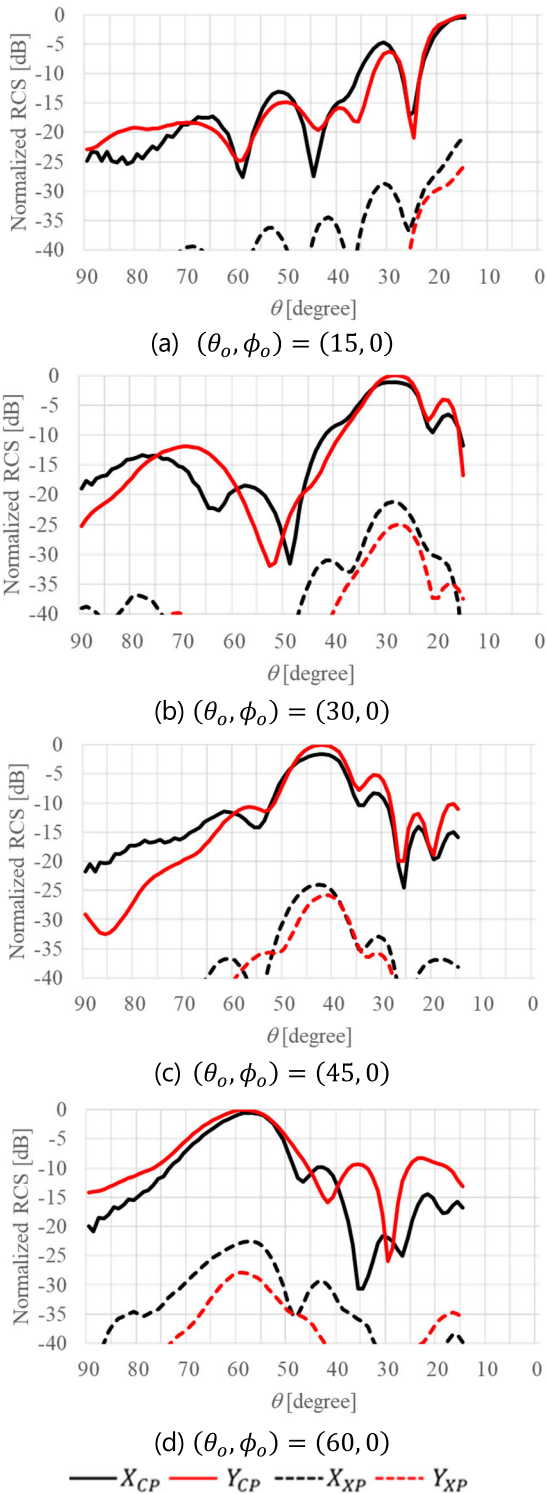 Normalized RCS [dB]
0
-5
-10
-15
-20
-25
-30
-35
-40
90 80 70 60 50 40 30 20 10 0
θ [degree]
(a) (θₒ, ϕₒ) = (15, 0)
Normalized RCS [dB]
0
-5
-10
-15
-20
-25
-30
-35
-40
90 80 70 60 50 40 30 20 10 0
θ [degree]
(b) (θₒ, ϕₒ) = (30, 0)
Normalized RCS [dB]
0
-5
-10
-15
-20
-25
-30
-35
-40
90 80 70 60 50 40 30 20 10 0
θ [degree]
(c) (θₒ, ϕₒ) = (45, 0)
Normalized RCS [dB]
0
-5
-10
-15
-20
-25
-30
-35
-40
90 80 70 60 50 40 30 20 10 0
θ [degree]
(d) (θₒ, ϕₒ) = (60, 0)
X_CP Y_CP X_XP Y_XP